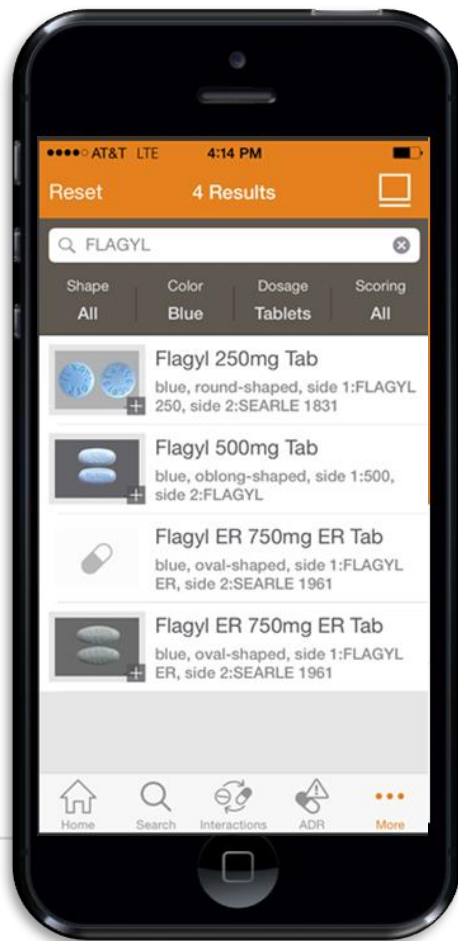 AT&T LTE 4:14 PM
Reset 4 Results
FLAGYL
Shape Color Dosage Scoring
All Blue Tablets All
Flagyl 250mg Tab
blue, round-shaped, side 1:FLAGYL
250, side 2:SEARLE 1831
Flagyl 500mg Tab
blue, oblong-shaped, side 1:500,
side 2:FLAGYL
Flagyl ER 750mg ER Tab
blue, oval-shaped, side 1:FLAGYL
ER, side 2:SEARLE 1961
Flagyl ER 750mg ER Tab
blue, oval-shaped, side 1:FLAGYL
ER, side 2:SEARLE 1961
Home Search Interactions ADR More